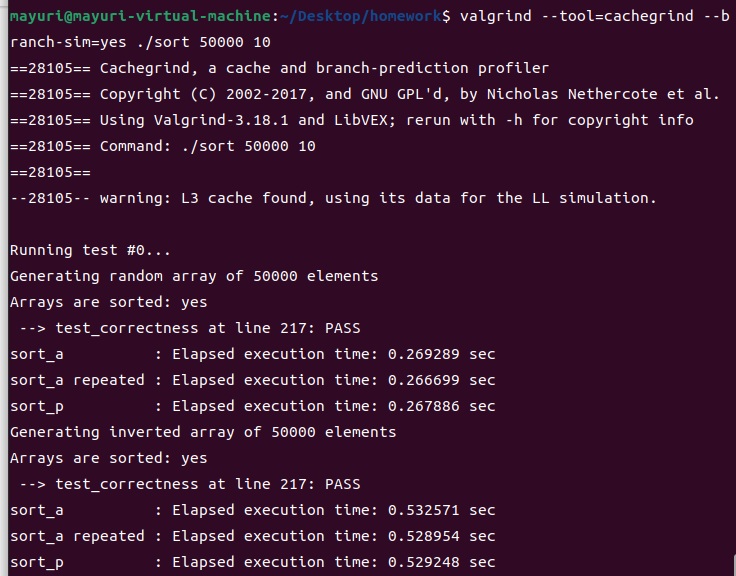 mayuri@mayuri-virtual-machine:~/Desktop/homework$ valgrind --tool=cachegrind --b
ranch-sim=yes ./sort 50000 10
==28105== Cachegrind, a cache and branch-prediction profiler
==28105== Copyright (C) 2002-2017, and GNU GPL'd, by Nicholas Nethercote et al.
==28105== Using Valgrind-3.18.1 and LibVEX; rerun with -h for copyright info
==28105== Command: ./sort 50000 10
==28105==
--28105-- warning: L3 cache found, using its data for the LL simulation.

Running test #0...
Generating random array of 50000 elements
Arrays are sorted: yes
 --> test_correctness at line 217: PASS
sort_a          : Elapsed execution time: 0.269289 sec
sort_a repeated : Elapsed execution time: 0.266699 sec
sort_p          : Elapsed execution time: 0.267886 sec
Generating inverted array of 50000 elements
Arrays are sorted: yes
 --> test_correctness at line 217: PASS
sort_a          : Elapsed execution time: 0.532571 sec
sort_a repeated : Elapsed execution time: 0.528954 sec
sort_p          : Elapsed execution time: 0.529248 sec